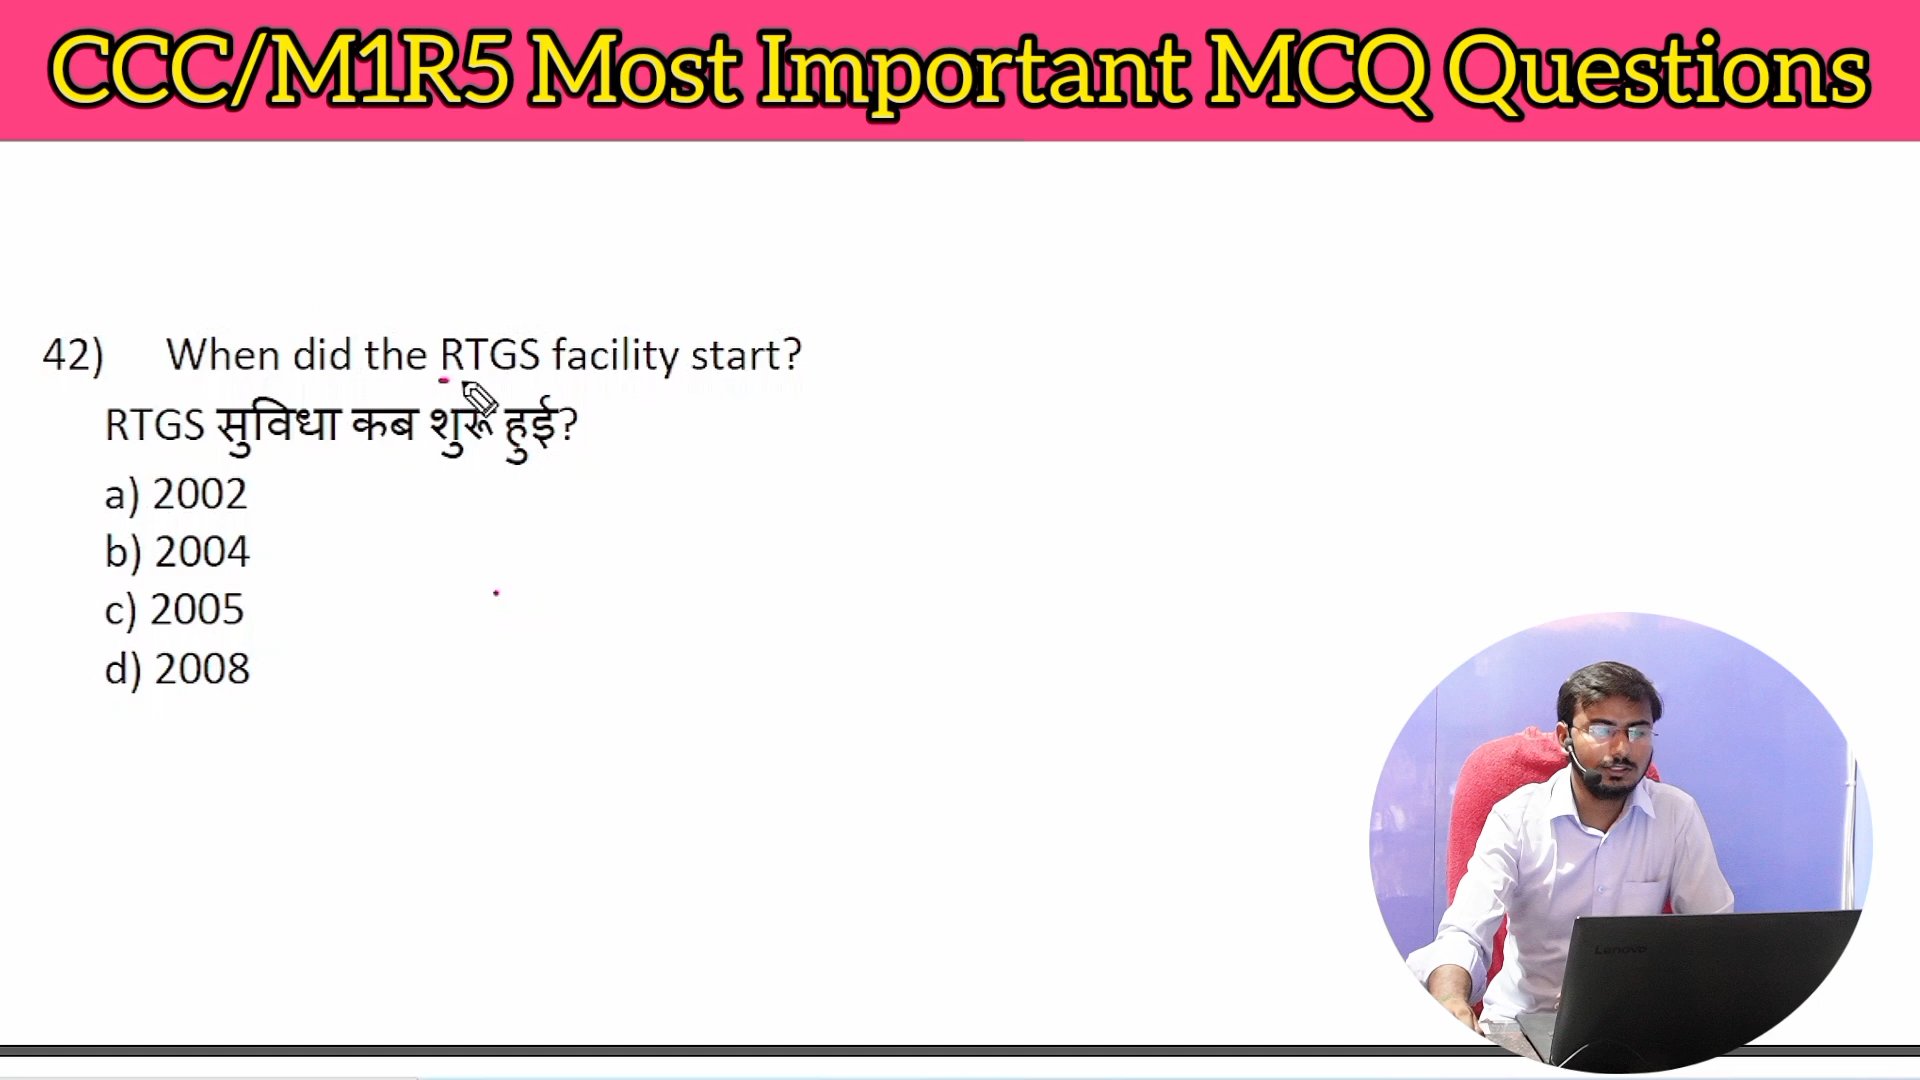 CCC/M1R5 Most Important MCQ Questions
42) When did the RTGS facility start?
RTGS सुविधा कब शुरू हुई?
a) 2002
b) 2004
c) 2005
d) 2008
Lenovo